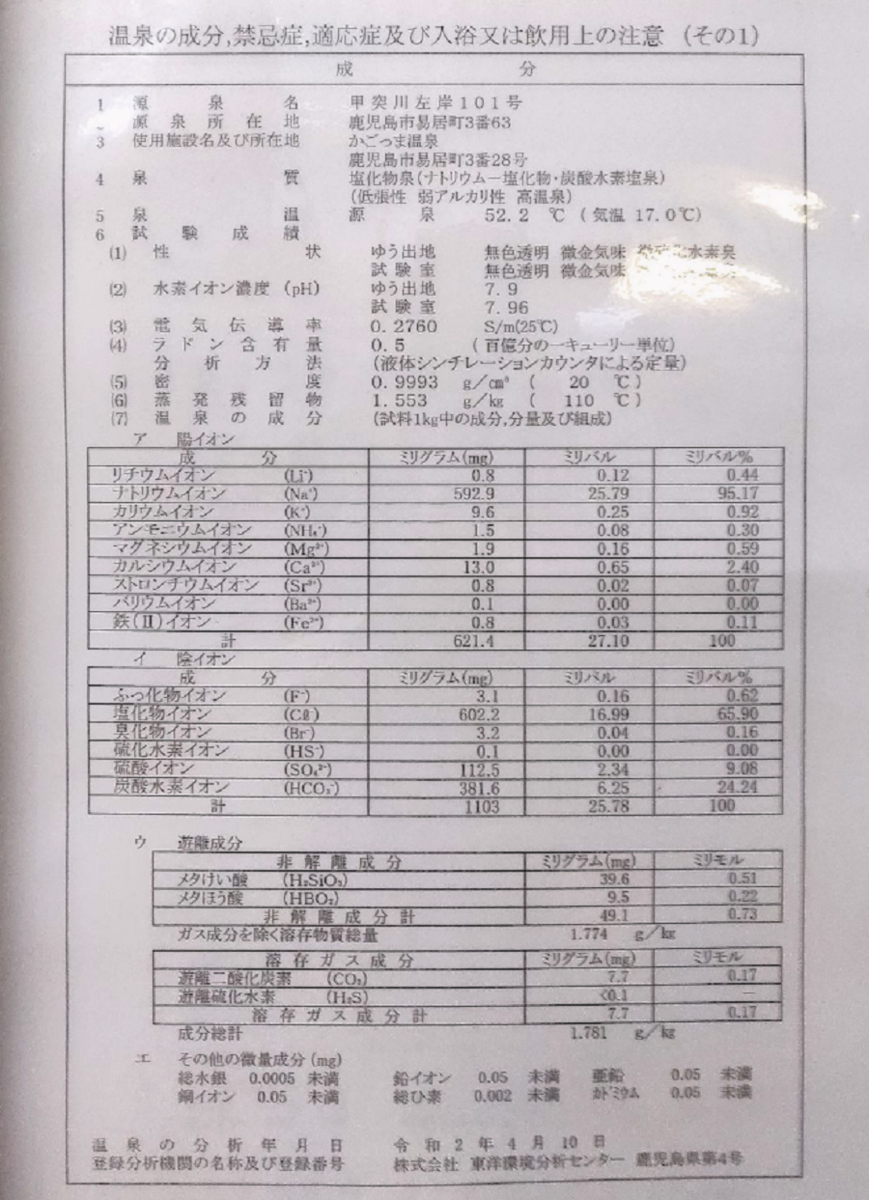 温泉の成分,禁忌症,適応症及び入浴又は飲用上の注意 (その1)
成 分
1 源泉名 甲突川左岸101号
源泉所在地 鹿児島市易居町3番63
3 使用施設名及び所在地 かごっま温泉
鹿児島市易居町3番28号
4 泉質 塩化物泉(ナトリウム－塩化物・炭酸水素塩泉)
(低張性 弱アルカリ性 高温泉)
5 泉温 源泉 52.2 ℃ (気温 17.0℃)
6 試験成績
(1) 性状 ゆう出地 無色透明 微金気味 微硫化水素臭
試験室 無色透明 微金気味
(2) 水素イオン濃度 (pH) ゆう出地 7.9
試験室 7.96
(3) 電気伝導率 0.2760 S/m(25℃)
(4) ラドン含有量 0.5 (百億分の一キューリー単位)
分析方法 (液体シンチレーションカウンタによる定量)
(5) 密度 0.9993 g/cm³ ( 20 ℃)
(6) 蒸発残留物 1.553 g/kg ( 110 ℃)
(7) 温泉の成分 (試料1kg中の成分,分量及び組成)
ア 陽イオン
成分 ミリグラム(mg) ミリバル ミリバル%
リチウムイオン (Li⁺) 0.8 0.12 0.44
ナトリウムイオン (Na⁺) 592.9 25.79 95.17
カリウムイオン (K⁺) 9.6 0.25 0.92
アンモニウムイオン (NH₄⁺) 1.5 0.08 0.30
マグネシウムイオン (Mg²⁺) 1.9 0.16 0.59
カルシウムイオン (Ca²⁺) 13.0 0.65 2.40
ストロンチウムイオン (Sr²⁺) 0.8 0.02 0.07
バリウムイオン (Ba²⁺) 0.1 0.00 0.00
鉄(Ⅱ)イオン (Fe²⁺) 0.8 0.03 0.11
計 621.4 27.10 100
イ 陰イオン
成分 ミリグラム(mg) ミリバル ミリバル%
ふっ化物イオン (F⁻) 3.1 0.16 0.62
塩化物イオン (Cℓ⁻) 602.2 16.99 65.90
臭化物イオン (Br⁻) 3.2 0.04 0.16
硫化水素イオン (HS⁻) 0.1 0.00 0.00
硫酸イオン (SO₄²⁻) 112.5 2.34 9.08
炭酸水素イオン (HCO₃⁻) 381.6 6.25 24.24
計 1103 25.78 100
ウ 遊離成分
非解離成分 ミリグラム(mg) ミリモル
メタけい酸 (H₂SiO₃) 39.6 0.51
メタほう酸 (HBO₂) 9.5 0.22
非解離成分計 49.1 0.73
ガス成分を除く溶存物質総量 1.774 g/kg
溶存ガス成分 ミリグラム(mg) ミリモル
遊離二酸化炭素 (CO₂) 7.7 0.17
遊離硫化水素 (H₂S) <0.1 —
溶存ガス成分計 7.7 0.17
成分総計 1.781 g/kg
エ その他の微量成分(mg)
総水銀 0.0005 未満 鉛イオン 0.05 未満 亜鉛 0.05 未満
銅イオン 0.05 未満 総ひ素 0.002 未満 カドミウム 0.05 未満
温泉の分析年月日 令和2年4月10日
登録分析機関の名称及び登録番号 株式会社 東洋環境分析センター 鹿児島県第4号